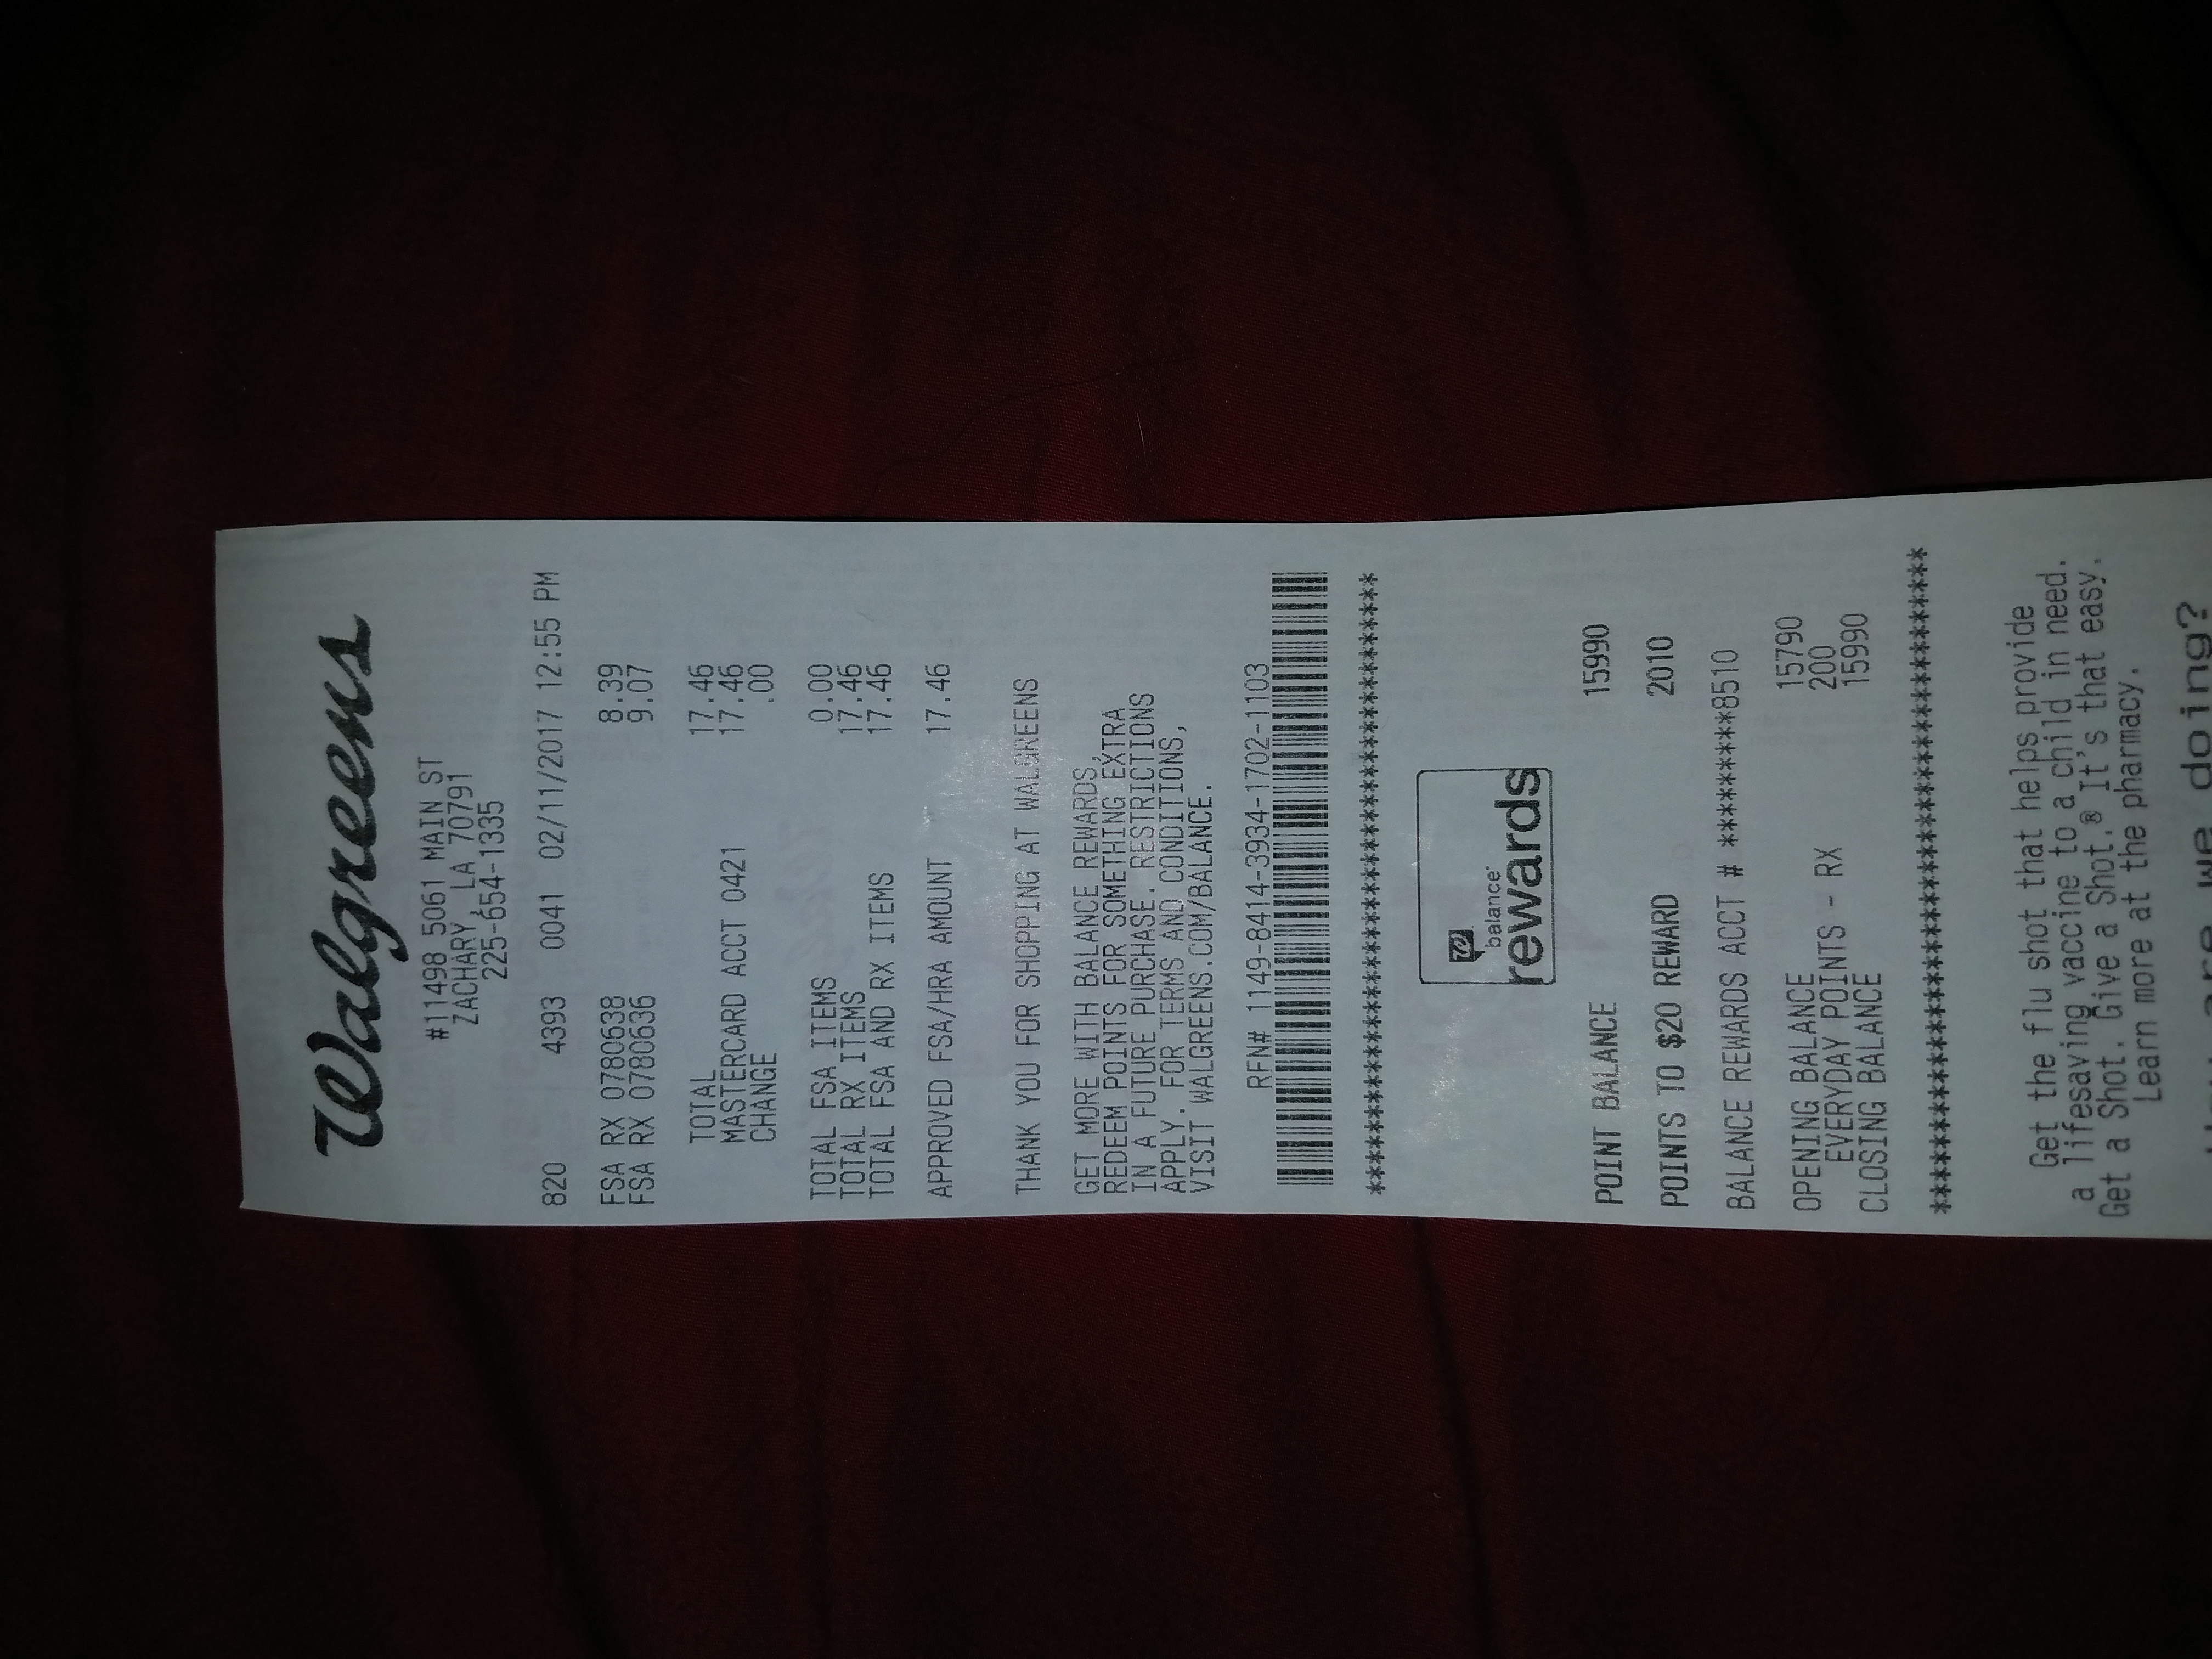 Walgreens
#11498 5061 MAIN ST
ZACHARY, LA 70791
225-654-1335
820 4393 0041 02/11/2017 12:55 PM
FSA RX 0780638 8.39
FSA RX 0780636 9.07
TOTAL 17.46
MASTERCARD ACCT 0421 17.46
CHANGE .00
TOTAL FSA ITEMS 0.00
TOTAL RX ITEMS 17.46
TOTAL FSA AND RX ITEMS 17.46
APPROVED FSA/HRA AMOUNT 17.46
THANK YOU FOR SHOPPING AT WALGREENS
GET MORE WITH BALANCE REWARDS,
REDEEM POINTS FOR SOMETHING EXTRA
IN A FUTURE PURCHASE. RESTRICTIONS
APPLY. FOR TERMS AND CONDITIONS,
VISIT WALGREENS.COM/BALANCE.
RFN# 1149-8414-3934-1702-1103
*****************************************
W
balance
rewards
POINT BALANCE 15990
POINTS TO $20 REWARD 2010
BALANCE REWARDS ACCT # *********8510
OPENING BALANCE 15790
EVERYDAY POINTS - RX 200
CLOSING BALANCE 15990
*****************************************
Get the flu shot that helps provide
a lifesaving vaccine to a child in need.
Get a Shot. Give a Shot.® It's that easy.
Learn more at the pharmacy.
How are we doing?